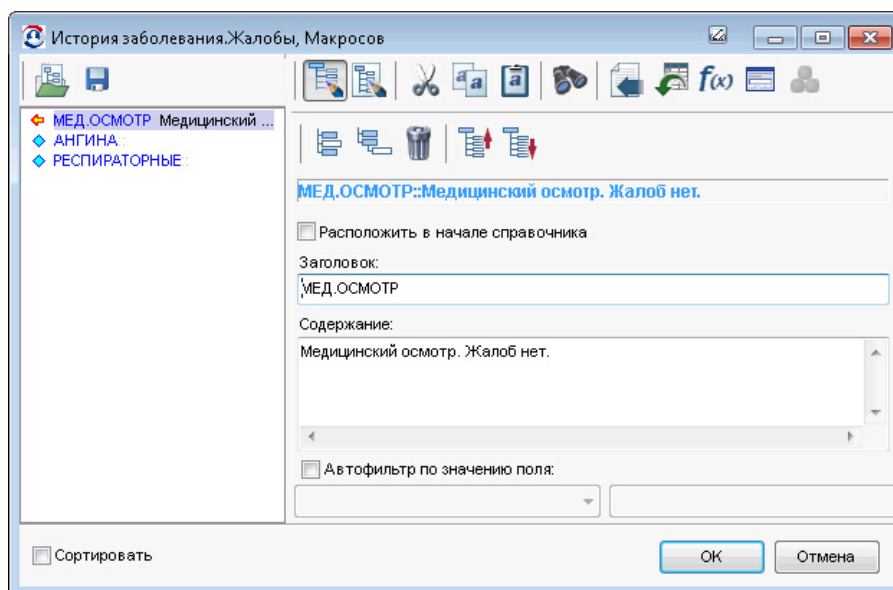 История заболевания.Жалобы, Макросов
f(x)
МЕД.ОСМОТР Медицинский ...
АНГИНА::
РЕСПИРАТОРНЫЕ::
МЕД.ОСМОТР::Медицинский осмотр. Жалоб нет.
Расположить в начале справочника
Заголовок:
МЕД.ОСМОТР
Содержание:
Медицинский осмотр. Жалоб нет.
Автофильтр по значению поля:
Сортировать
OK
Отмена